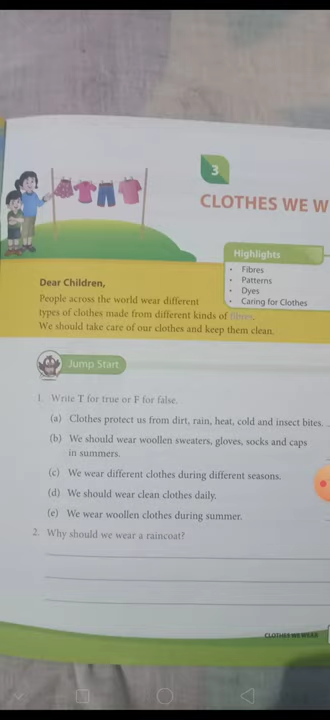 3
CLOTHES WE W
Highlights
• Fibres
• Patterns
• Dyes
• Caring for Clothes
Dear Children,
People across the world wear different
types of clothes made from different kinds of fibres.
We should take care of our clothes and keep them clean.
Jump Start
1. Write T for true or F for false.
(a) Clothes protect us from dirt, rain, heat, cold and insect bites.
(b) We should wear woollen sweaters, gloves, socks and caps
in summers.
(c) We wear different clothes during different seasons.
(d) We should wear clean clothes daily.
(e) We wear woollen clothes during summer.
2. Why should we wear a raincoat?
CLOTHES WE WEAR